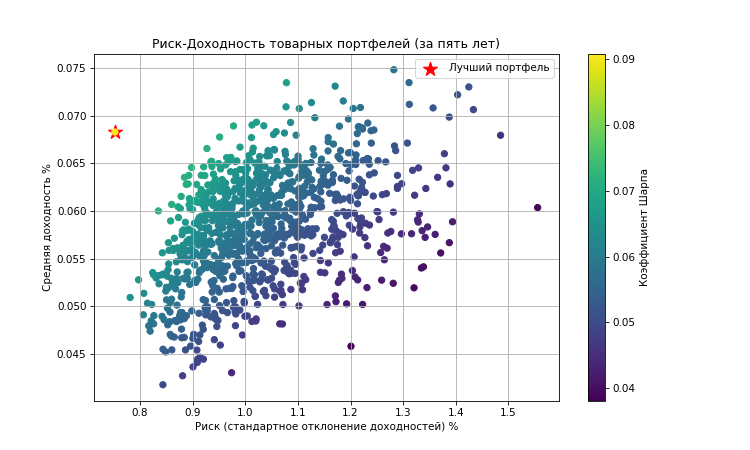 Риск-Доходность товарных портфелей (за пять лет)
Лучший портфель
0.075
0.070
0.065
0.060
0.055
0.050
0.045
Средняя доходность %
0.8 0.9 1.0 1.1 1.2 1.3 1.4 1.5
Риск (стандартное отклонение доходностей) %
0.09
0.08
0.07
0.06
0.05
0.04
Коэффициент Шарпа